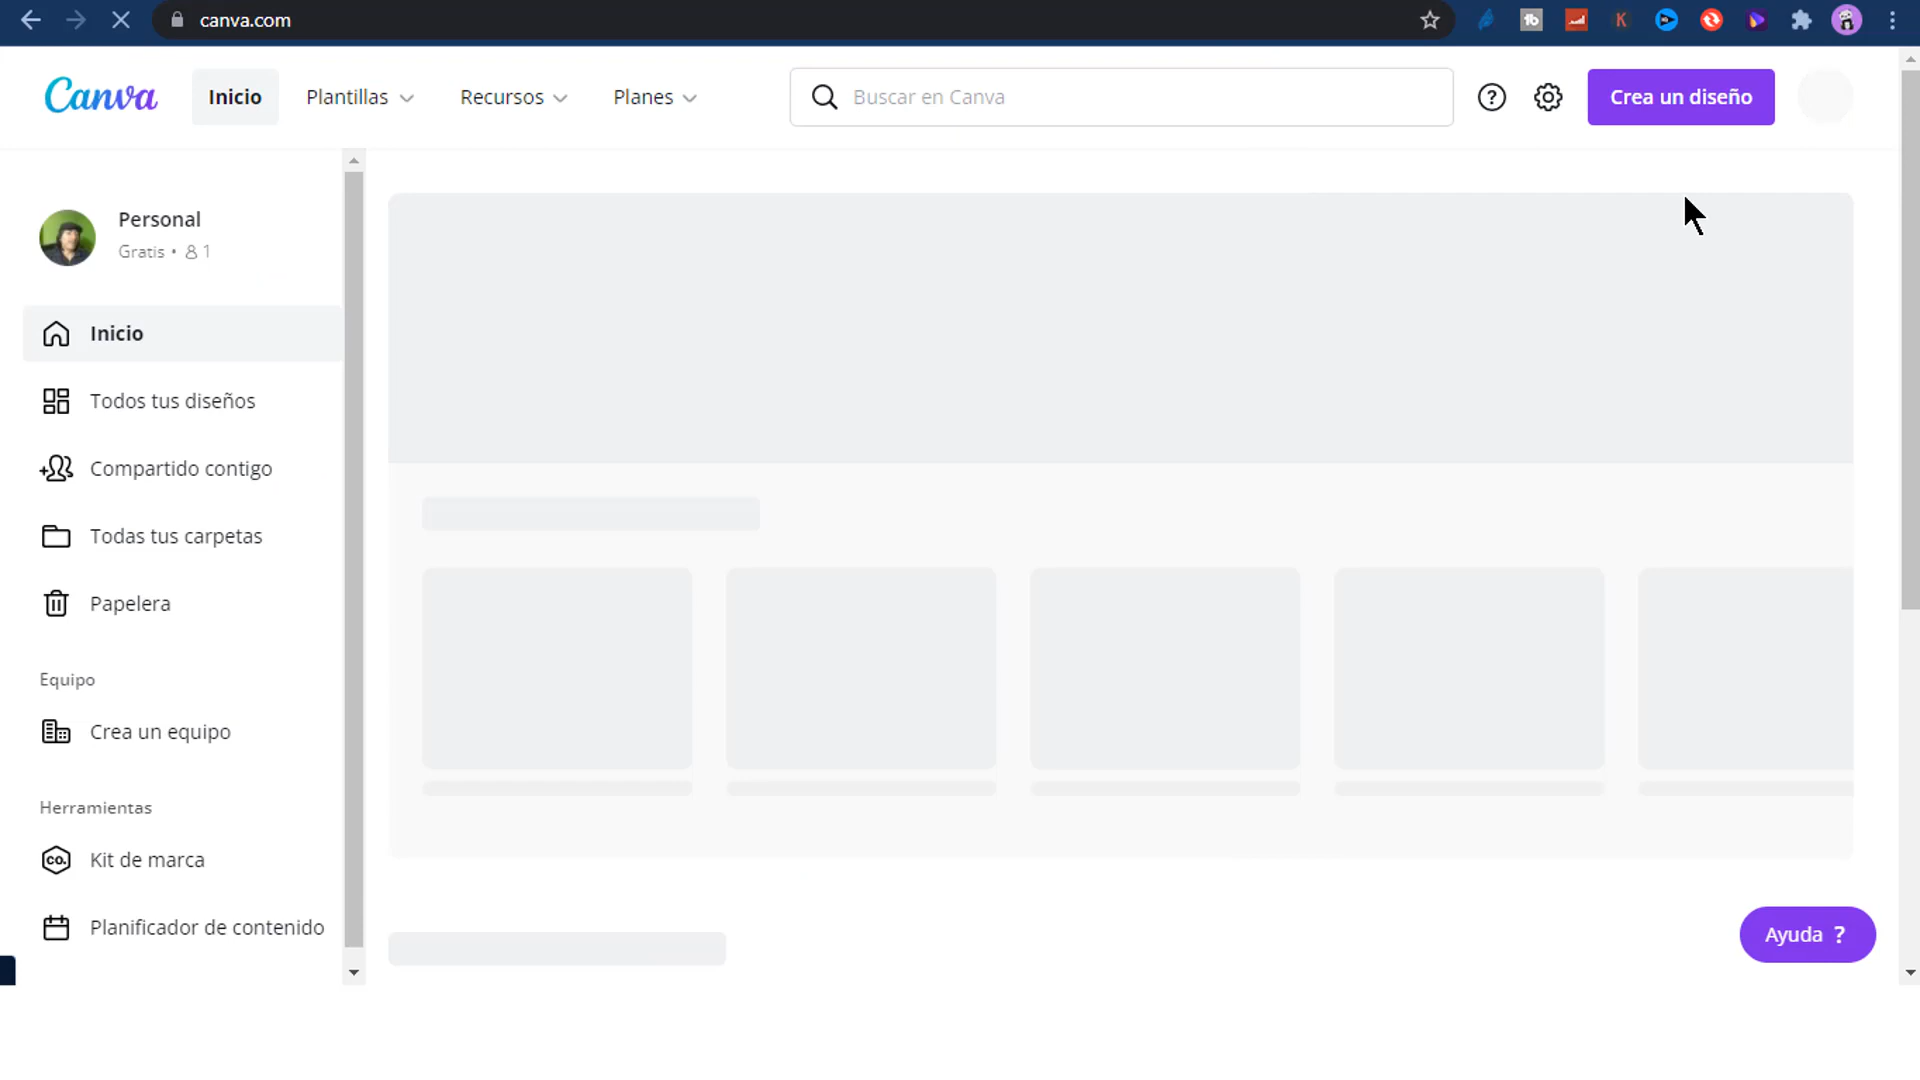 canva.com
Canva
Inicio
Plantillas
Recursos
Planes
Buscar en Canva
Crea un diseño
Personal
Gratis • 1
Inicio
Todos tus diseños
Compartido contigo
Todas tus carpetas
Papelera
Equipo
Crea un equipo
Herramientas
CO.
Kit de marca
Planificador de contenido
Ayuda ?